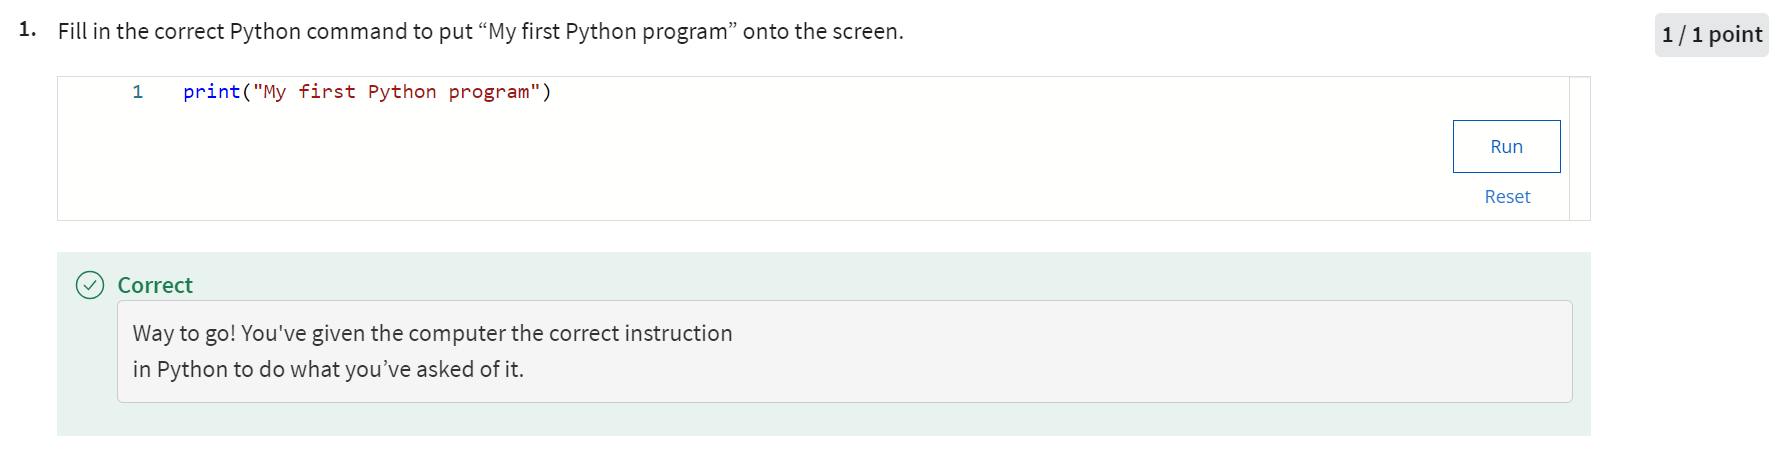 1. Fill in the correct Python command to put “My first Python program” onto the screen.
1 / 1 point
1 print("My first Python program")
Run
Reset
Correct
Way to go! You've given the computer the correct instruction
in Python to do what you’ve asked of it.